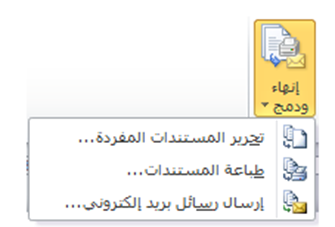 إنهاء
ودمج
تحرير المستندات المفردة...
طباعة المستندات...
إرسال رسائل بريد إلكتروني...